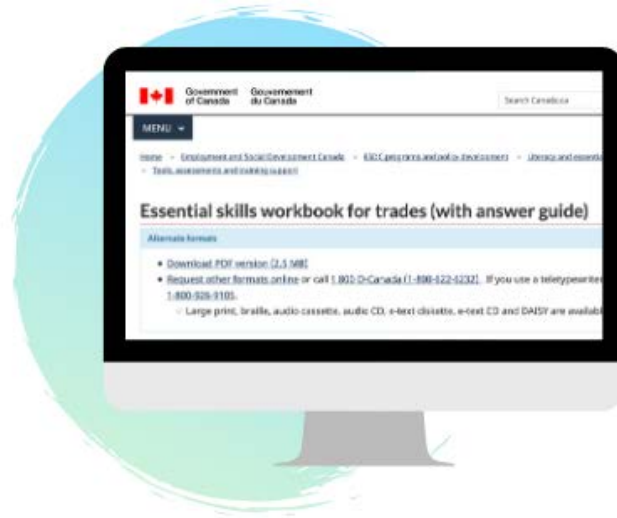 Government Gouvernement
of Canada du Canada
Search Canada.ca
MENU
Home > Employment and Social Development Canada > ESDC programs and policy development > Literacy and essential
> Tools, assessments and training support
Essential skills workbook for trades (with answer guide)
Alternate formats
• Download PDF version (2.5 MB)
• Request other formats online or call 1 800 O-Canada (1-800-622-6232). If you use a teletypewriter
1-800-926-9105.
Large print, braille, audio cassette, audio CD, e-text diskette, e-text CD and DAISY are available